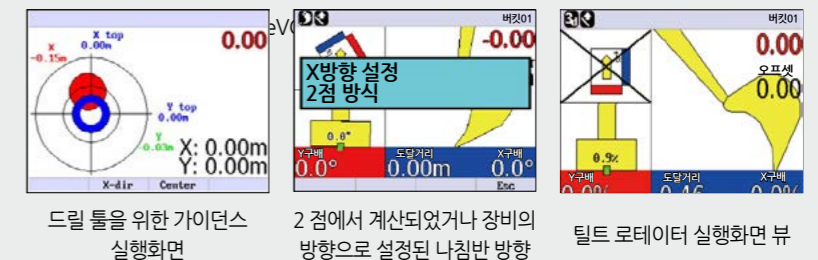 X top
0.00m
X
-0.15m
0.00
Y top
0.00m
Y
-0.03m
X: 0.00m
Y: 0.00m
X-dir Center
드릴 툴을 위한 가이던스
실행화면
버킷01
-0.00
X방향 설정
2점 방식
0.0°
Y구배 도달거리 X구배
0.0° 0.00m 0.0°
Esc
2 점에서 계산되었거나 장비의
방향으로 설정된 나침반 방향
버킷01
0.00
오프셋
0.00
0.9%
Y구배 도달거리 X구배
0.0% 0.46 0.0%
틸트 로테이터 실행화면 뷰